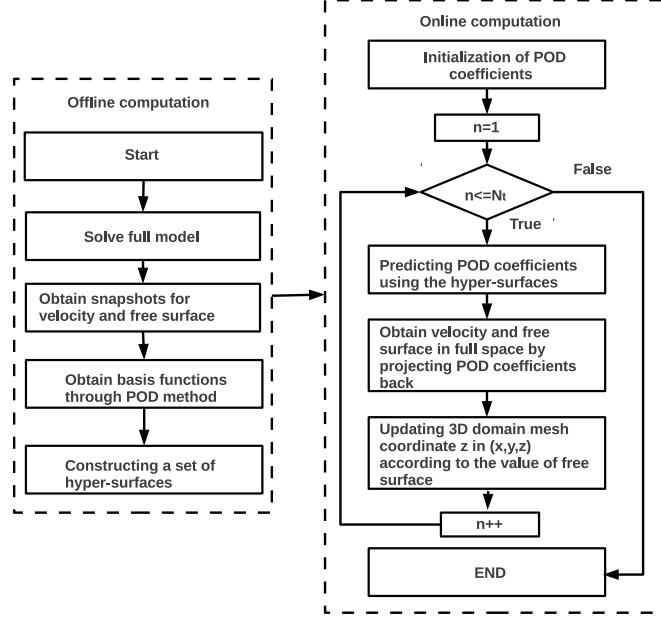 Offline computation
Start
Solve full model
Obtain snapshots for
velocity and free surface
Obtain basis functions
through POD method
Constructing a set of
hyper-surfaces
Online computation
Initialization of POD
coefficients
n=1
n<=Nt
False
True
Predicting POD coefficients
using the hyper-surfaces
Obtain velocity and free
surface in full space by
projecting POD coefficients
back
Updating 3D domain mesh
coordinate z in (x,y,z)
according to the value of free
surface
n++
END